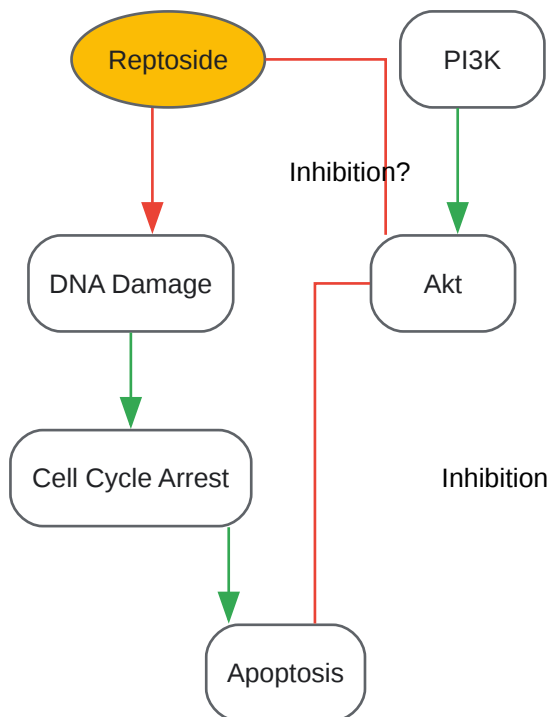 Reptoside
PI3K
Inhibition?
DNA Damage
Akt
Cell Cycle Arrest
Inhibition
Apoptosis